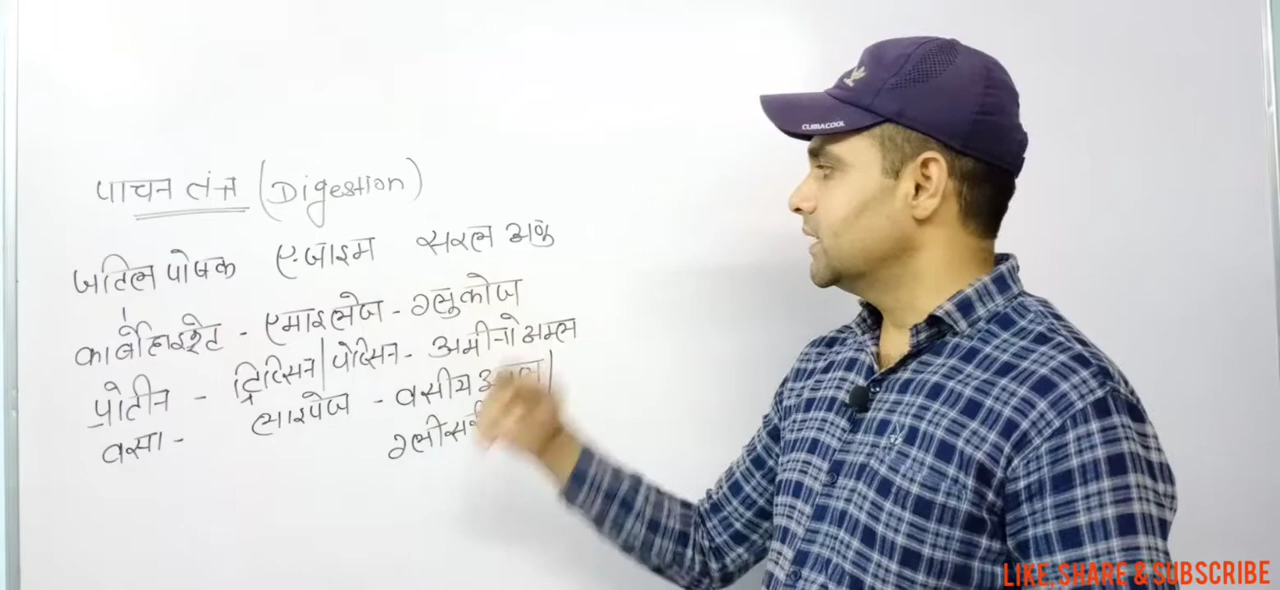 पाचन तंत्र (Digestion)
जटिल पोषक एंजाइम सरल अणु
कार्बोहाइड्रेट - एमाइलेज - ग्लुकोज
प्रोटीन - ट्रिप्सिन / पेप्सिन - अमीनो अम्ल
वसा - लाइपेज - वसीय
CUBACOOL
LIKE, SHARE & SUBSCRIBE